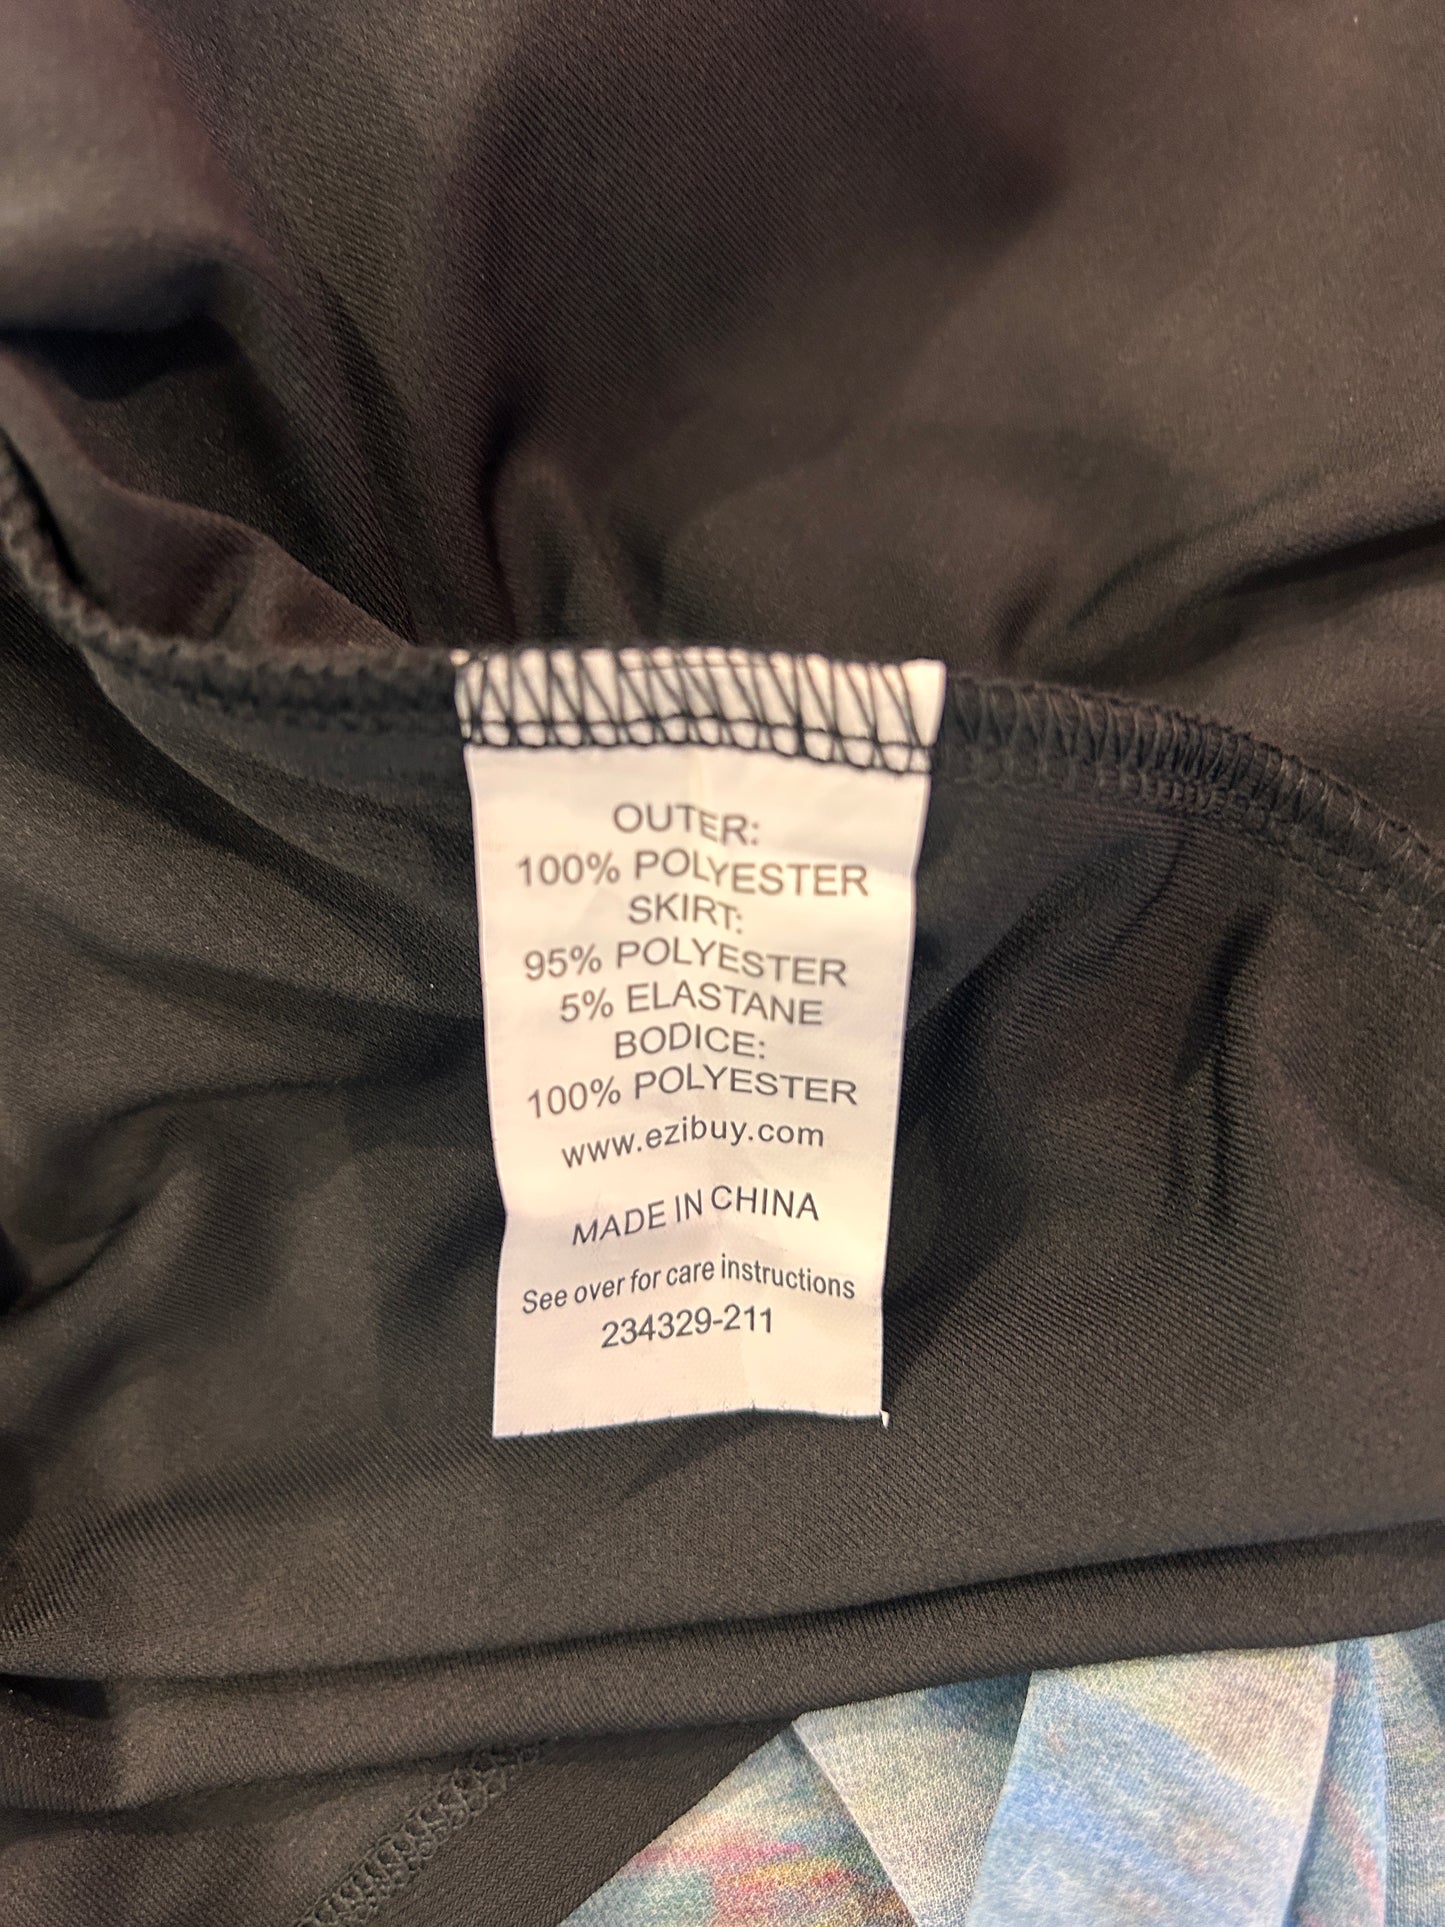 OUTER:
100% POLYESTER
SKIRT:
95% POLYESTER
5% ELASTANE
BODICE:
100% POLYESTER
www.ezibuy.com
MADE IN CHINA
See over for care instructions
234329-211